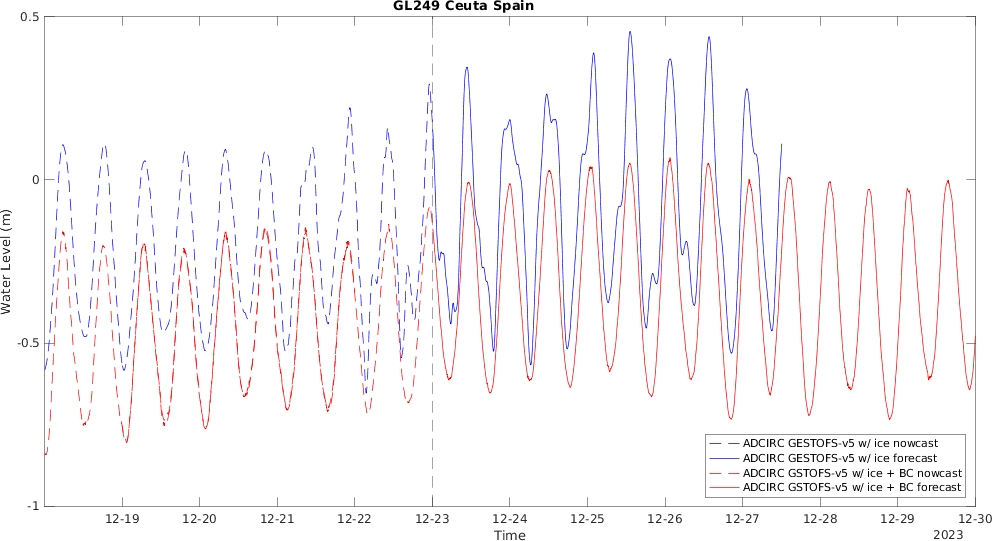 GL249 Ceuta Spain
0.5
0
-0.5
-1
Water Level (m)
12-19 12-20 12-21 12-22 12-23 12-24 12-25 12-26 12-27 12-28 12-29 12-30
Time
2023
ADCIRC GESTOFS-v5 w/ ice nowcast
ADCIRC GESTOFS-v5 w/ ice forecast
ADCIRC GSTOFS-v5 w/ ice + BC nowcast
ADCIRC GSTOFS-v5 w/ ice + BC forecast